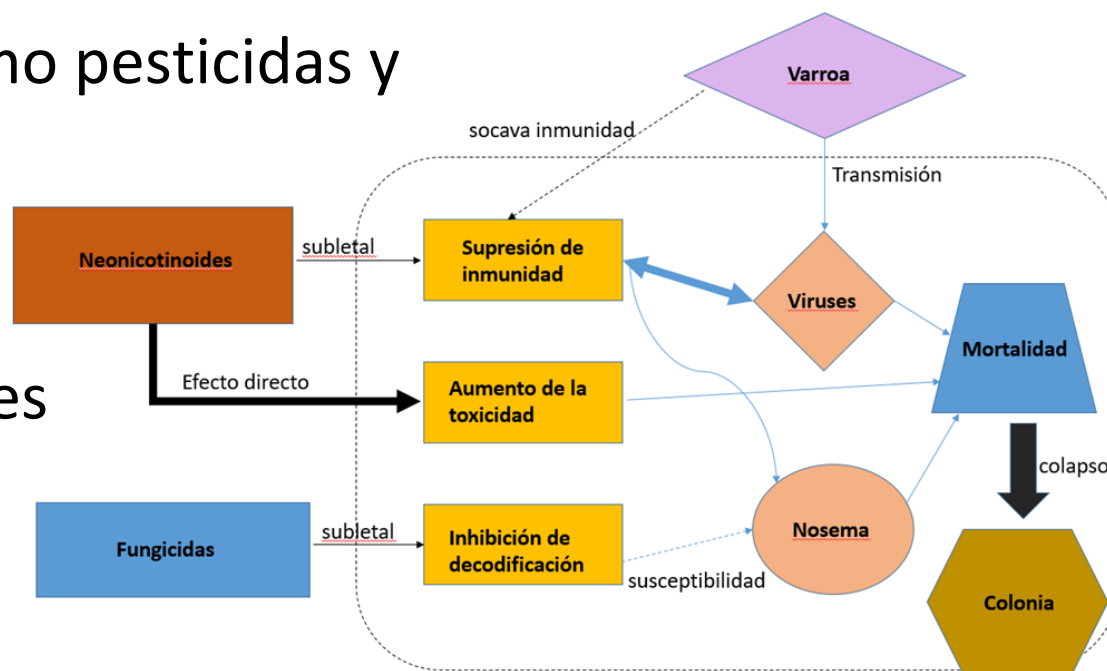 no pesticidas y
Varroa
socava inmunidad
Transmisión
Neonicotinoides
subletal
Supresión de
inmunidad
Viruses
Mortalidad
Efecto directo
es
Aumento de la
toxicidad
colapso
Fungicidas
subletal
Inhibición de
decodificación
susceptibilidad
Nosema
Colonia